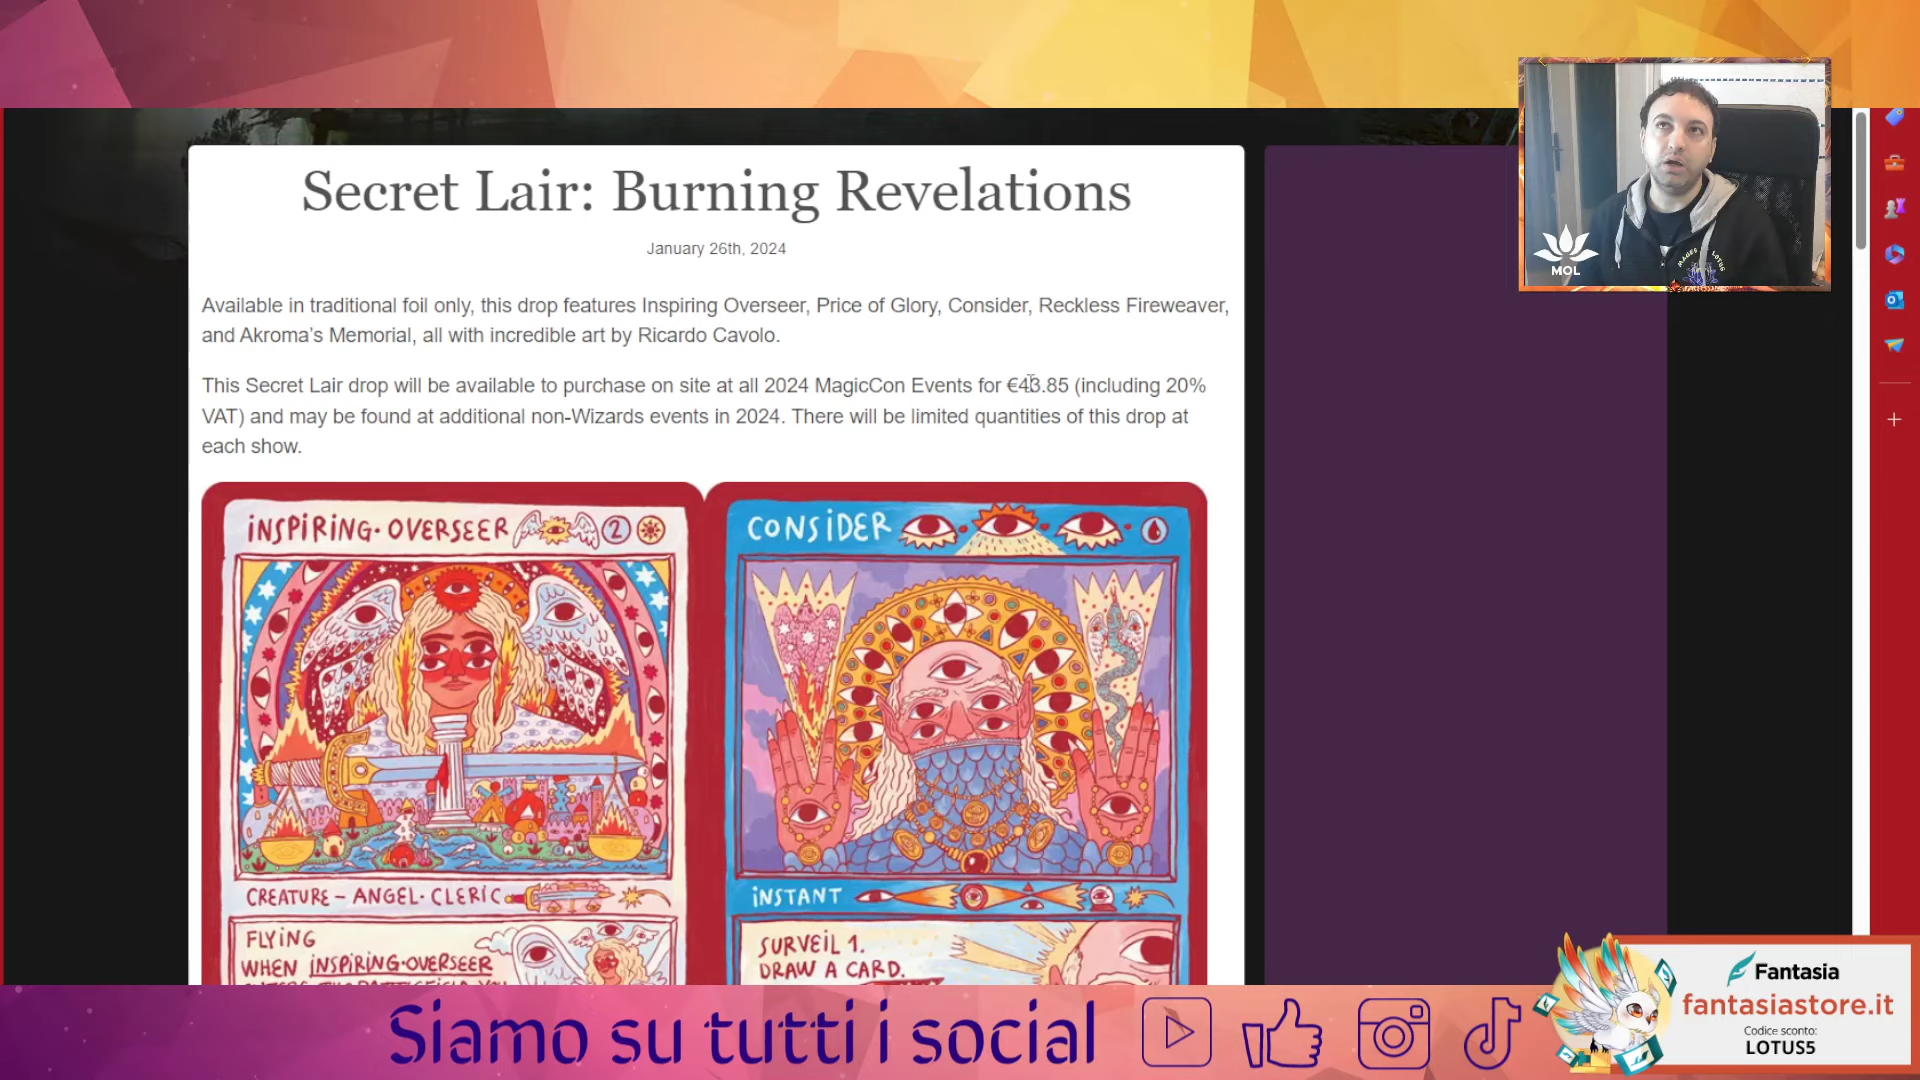 Secret Lair: Burning Revelations
January 26th, 2024
Available in traditional foil only, this drop features Inspiring Overseer, Price of Glory, Consider, Reckless Fireweaver,
and Akroma's Memorial, all with incredible art by Ricardo Cavolo.
This Secret Lair drop will be available to purchase on site at all 2024 MagicCon Events for €43.85 (including 20%
VAT) and may be found at additional non-Wizards events in 2024. There will be limited quantities of this drop at
each show.
INSPIRING·OVERSEER 2
CREATURE – ANGEL·CLERIC
FLYING
WHEN INSPIRING·OVERSEER
CONSIDER
INSTANT
SURVEIL 1.
DRAW A CARD.
MOL
MAGES LOTUS
Siamo su tutti i social
Fantasia
fantasiastore.it
Codice sconto:
LOTUS5